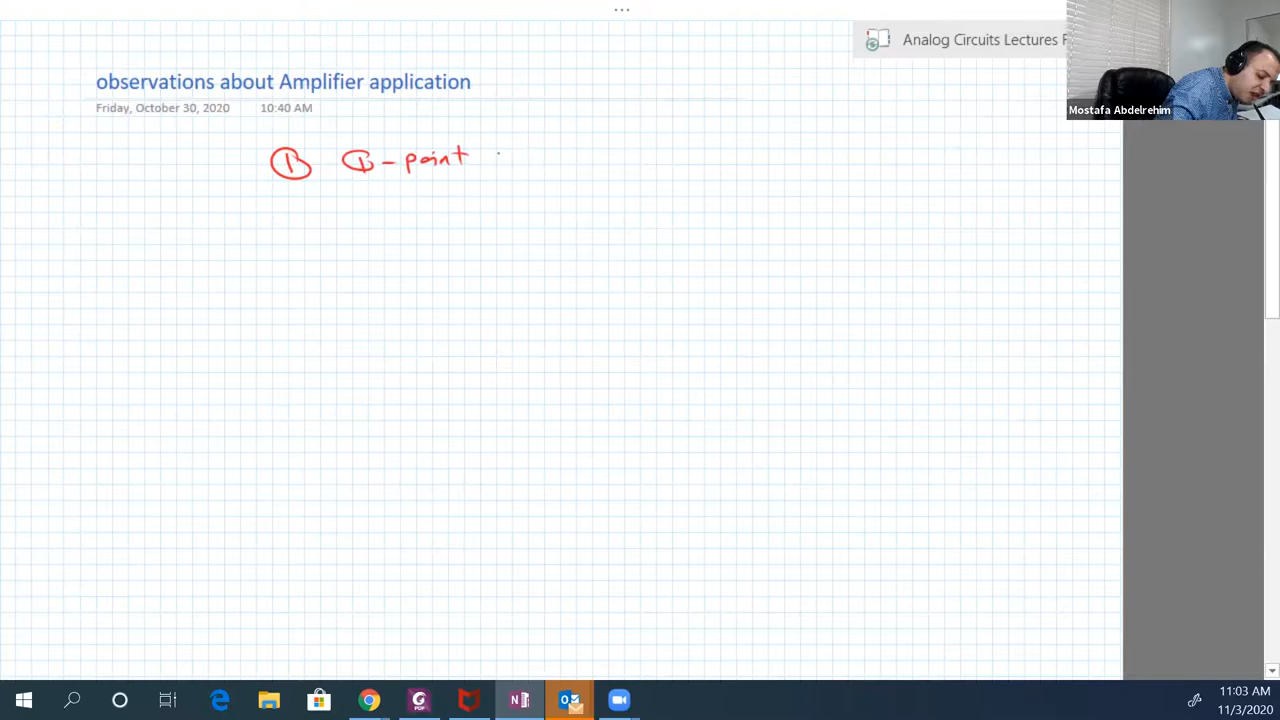 Analog Circuits Lectures F
observations about Amplifier application
Friday, October 30, 2020 10:40 AM
Mostafa Abdelrehim
① Q-point
11:03 AM
11/3/2020